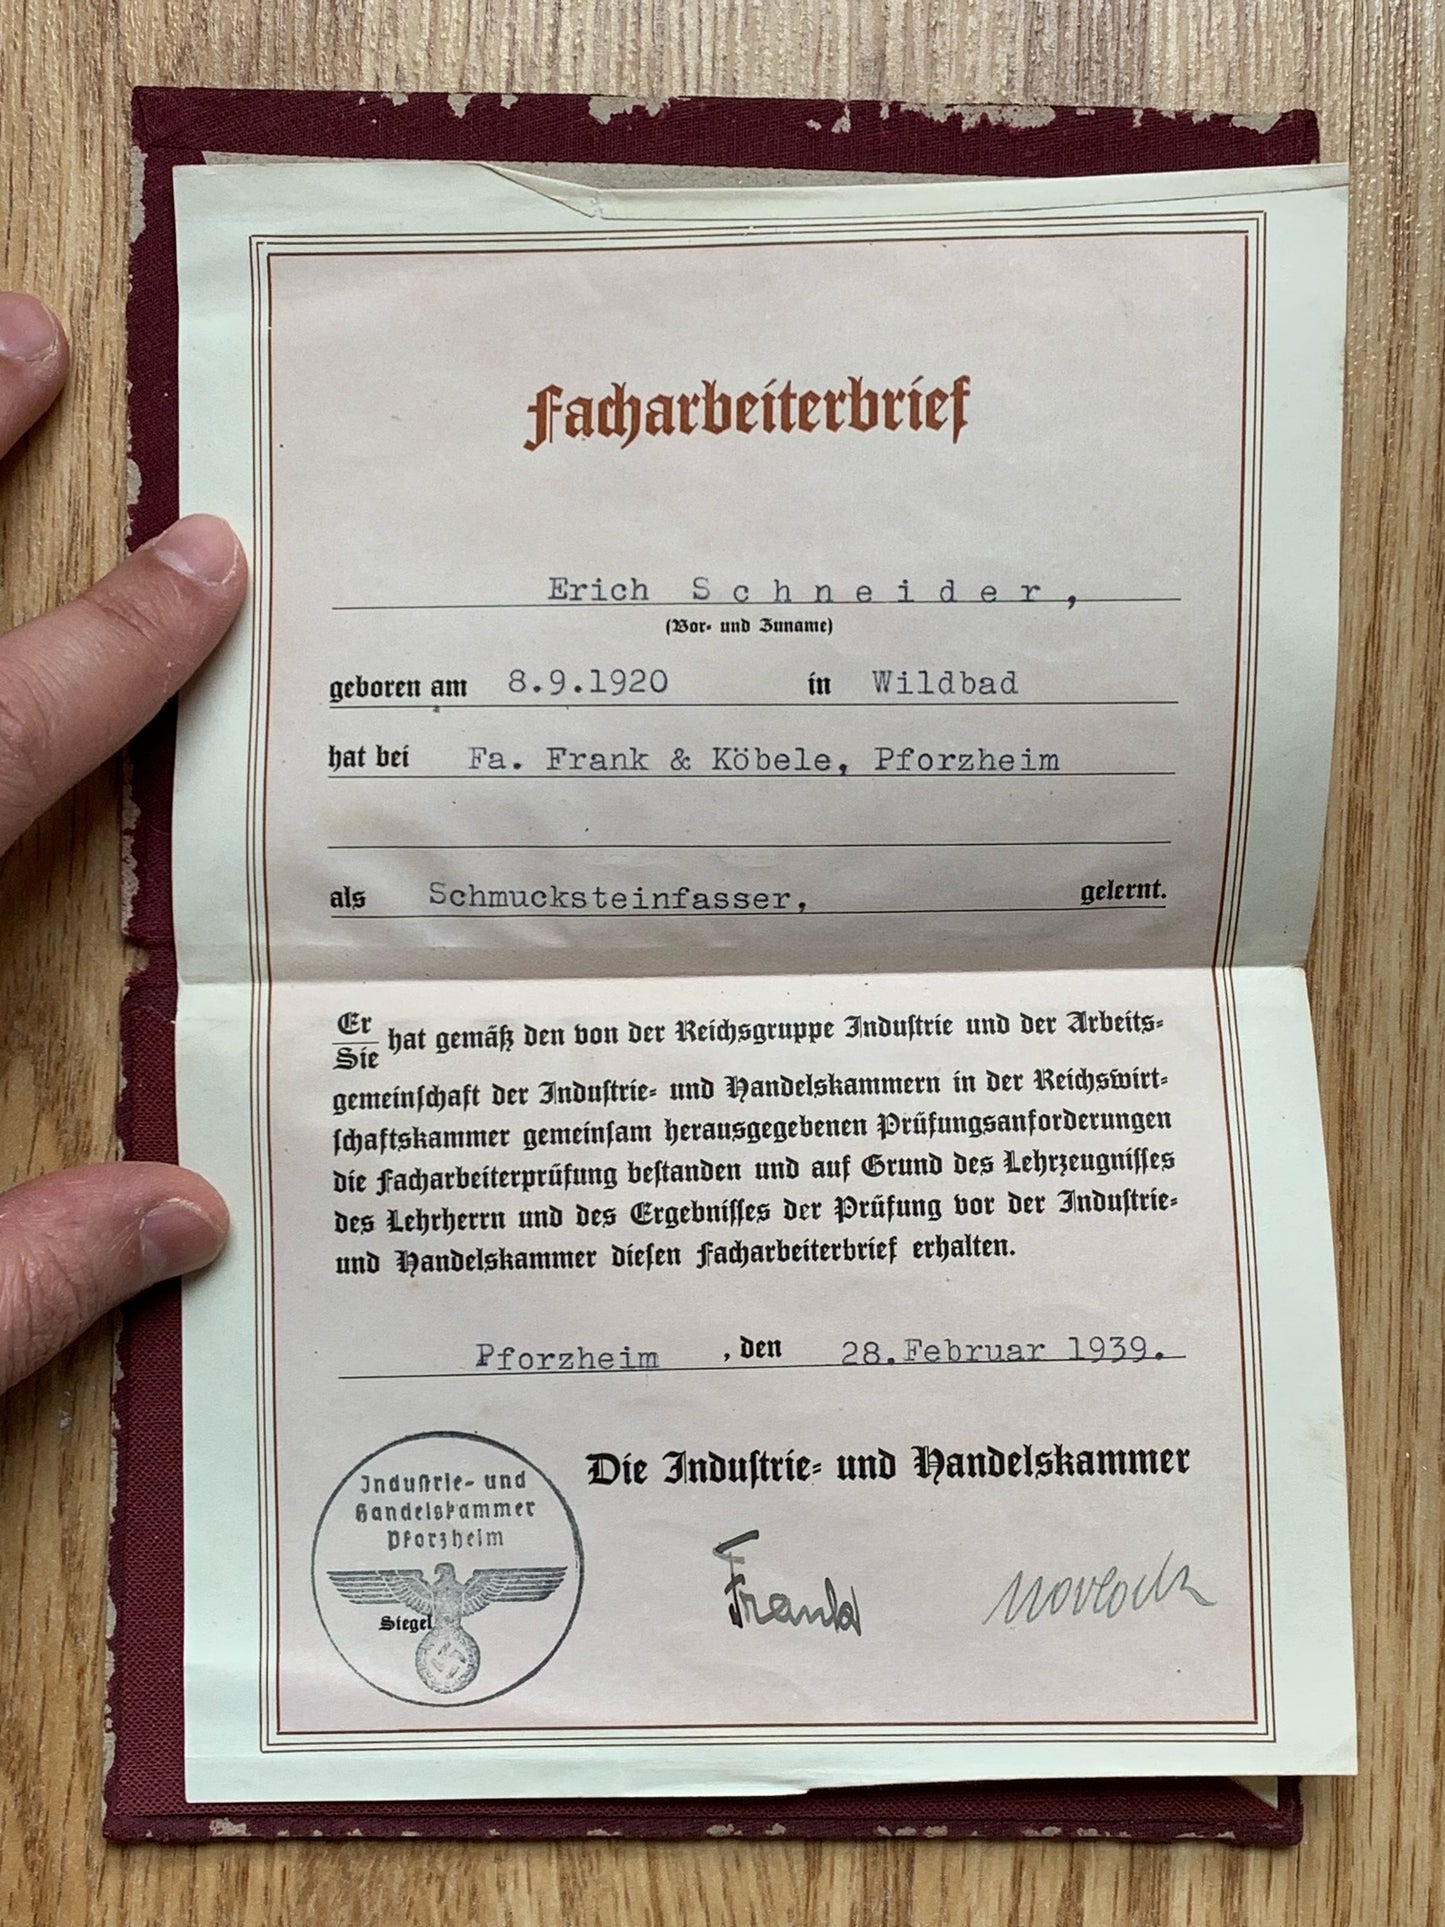 Facharbeiterbrief
Erich Schneider,
(Vor- und Zuname)
geboren am 8.9.1920 in Wildbad
hat bei Fa. Frank & Köbele, Pforzheim
als Schmucksteinfasser, gelernt.
Er
Sie
hat gemäß den von der Reichsgruppe Industrie und der Arbeits-
gemeinschaft der Industrie- und Handelskammern in der Reichswirt-
schaftskammer gemeinsam herausgegebenen Prüfungsanforderungen
die Facharbeiterprüfung bestanden und auf Grund des Lehrzeugnisses
des Lehrherrn und des Ergebnisses der Prüfung vor der Industrie-
und Handelskammer diesen Facharbeiterbrief erhalten.
Pforzheim, den 28.Februar 1939.
Die Industrie- und Handelskammer
Industrie- und
Handelskammer
Pforzheim
Siegel
Frank